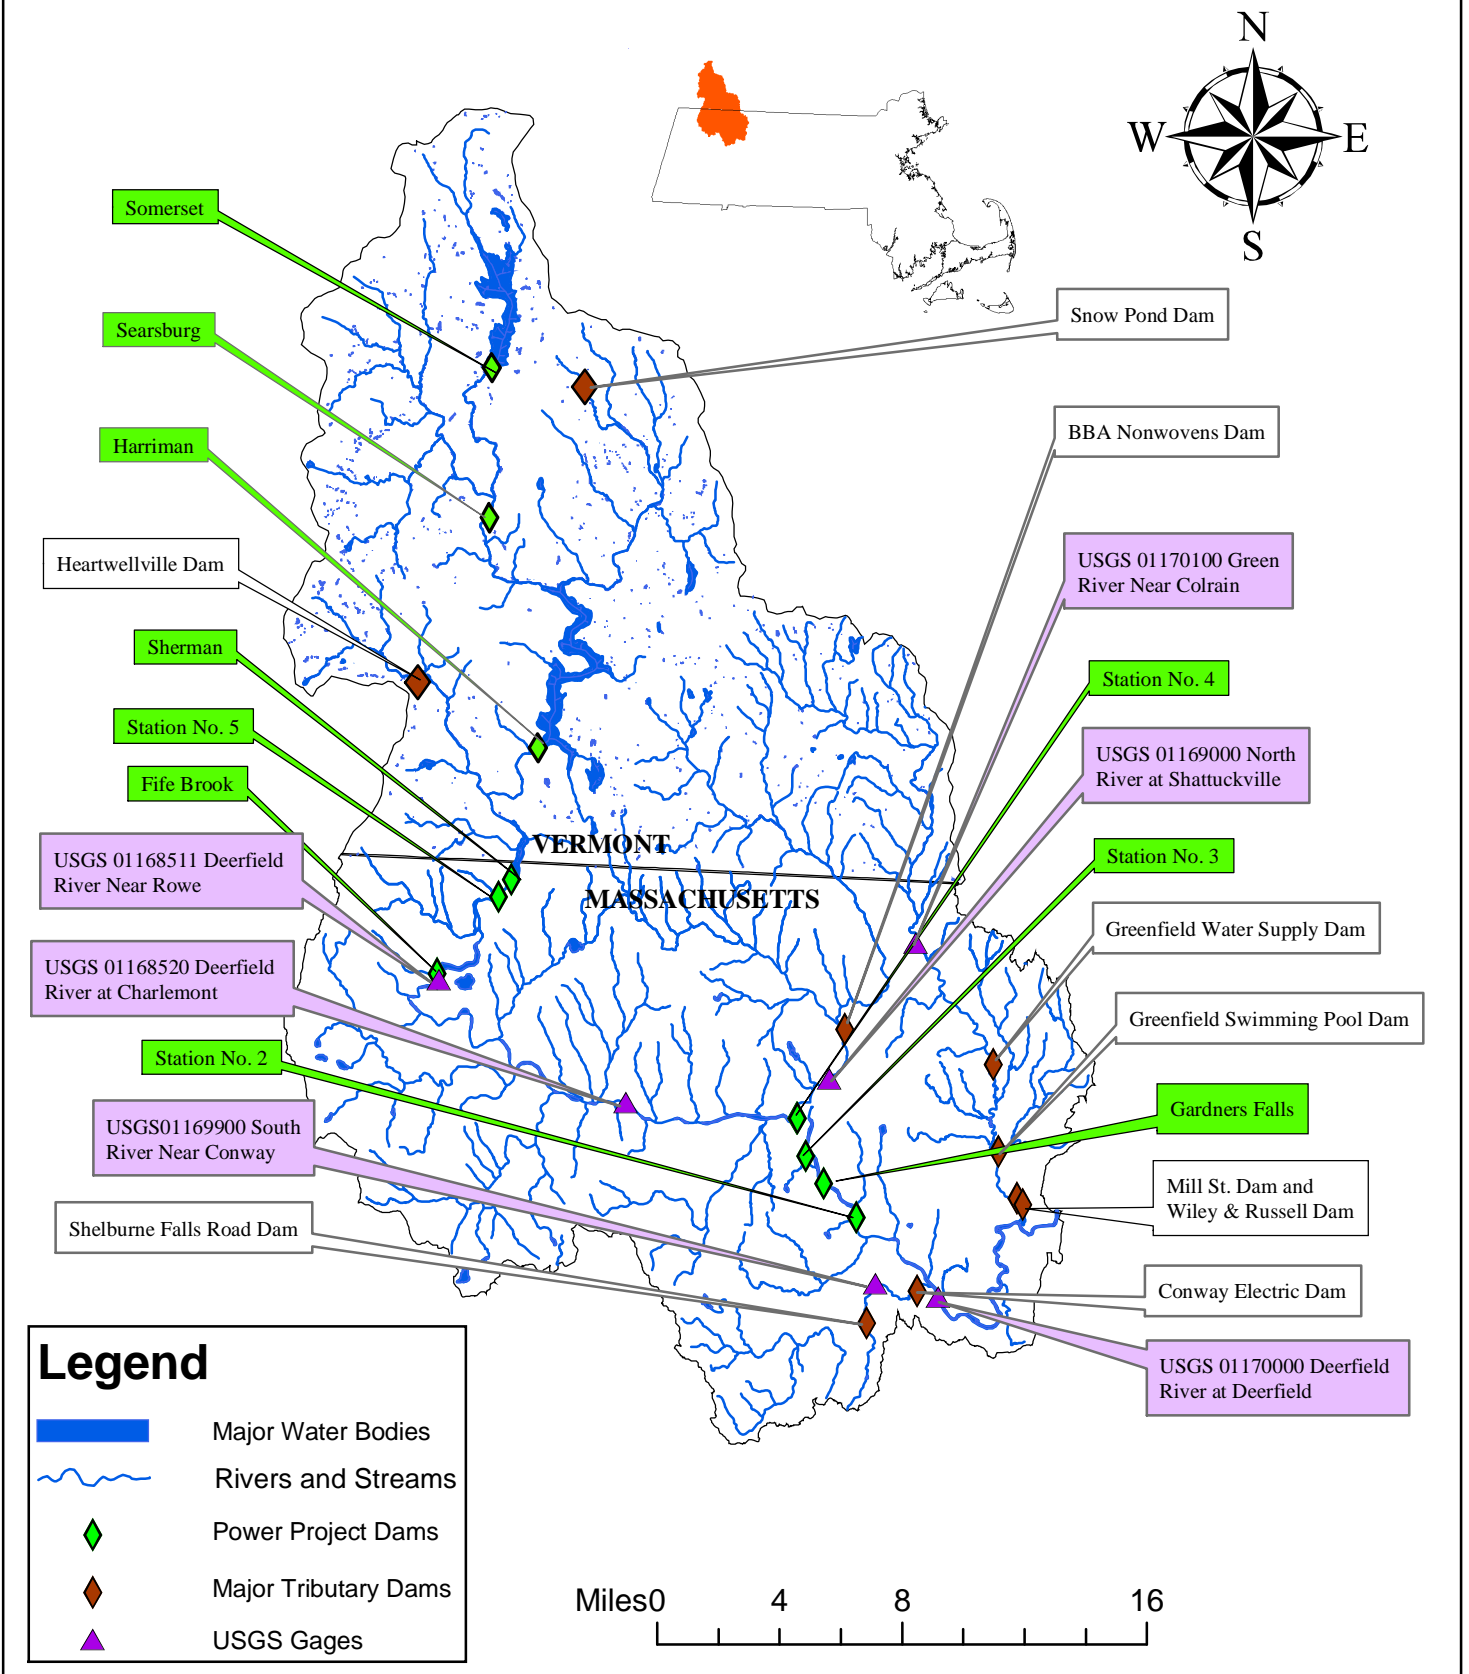 N
W
E
S
Somerset
Snow Pond Dam
Searsburg
BBA Nonwovens Dam
Harriman
USGS 01170100 Green
River Near Colrain
Heartwellville Dam
Sherman
Station No. 4
Station No. 5
USGS 01169000 North
River at Shattuckville
Fife Brook
VERMONT
MASSACHUSETTS
USGS 01168511 Deerfield
River Near Rowe
Station No. 3
Greenfield Water Supply Dam
USGS 01168520 Deerfield
River at Charlemont
Greenfield Swimming Pool Dam
Station No. 2
Gardners Falls
USGS01169900 South
River Near Conway
Mill St. Dam and
Wiley & Russell Dam
Shelburne Falls Road Dam
Conway Electric Dam
USGS 01170000 Deerfield
River at Deerfield
Legend
Major Water Bodies
Rivers and Streams
Power Project Dams
Major Tributary Dams
USGS Gages
Miles0 4 8 16